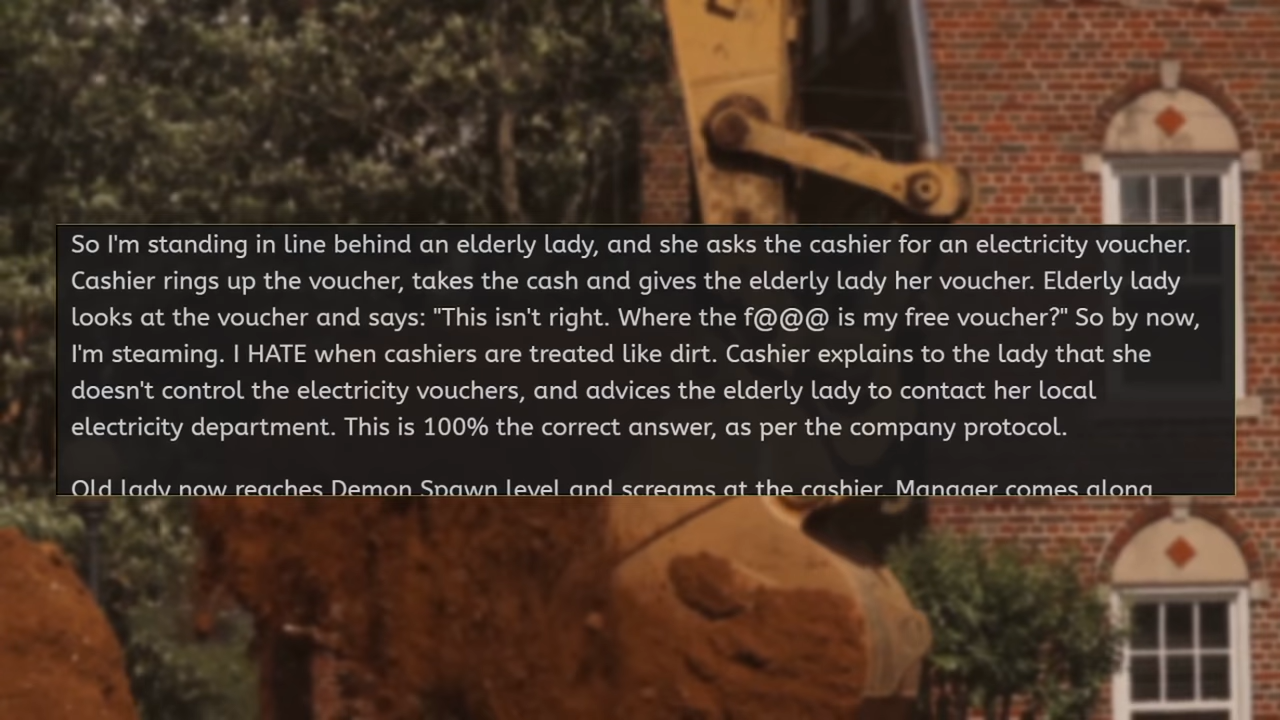 So I'm standing in line behind an elderly lady, and she asks the cashier for an electricity voucher.
Cashier rings up the voucher, takes the cash and gives the elderly lady her voucher. Elderly lady
looks at the voucher and says: "This isn't right. Where the f@@@ is my free voucher?" So by now,
I'm steaming. I HATE when cashiers are treated like dirt. Cashier explains to the lady that she
doesn't control the electricity vouchers, and advices the elderly lady to contact her local
electricity department. This is 100% the correct answer, as per the company protocol.
Old lady now reaches Demon Spawn level and screams at the cashier. Manager comes along